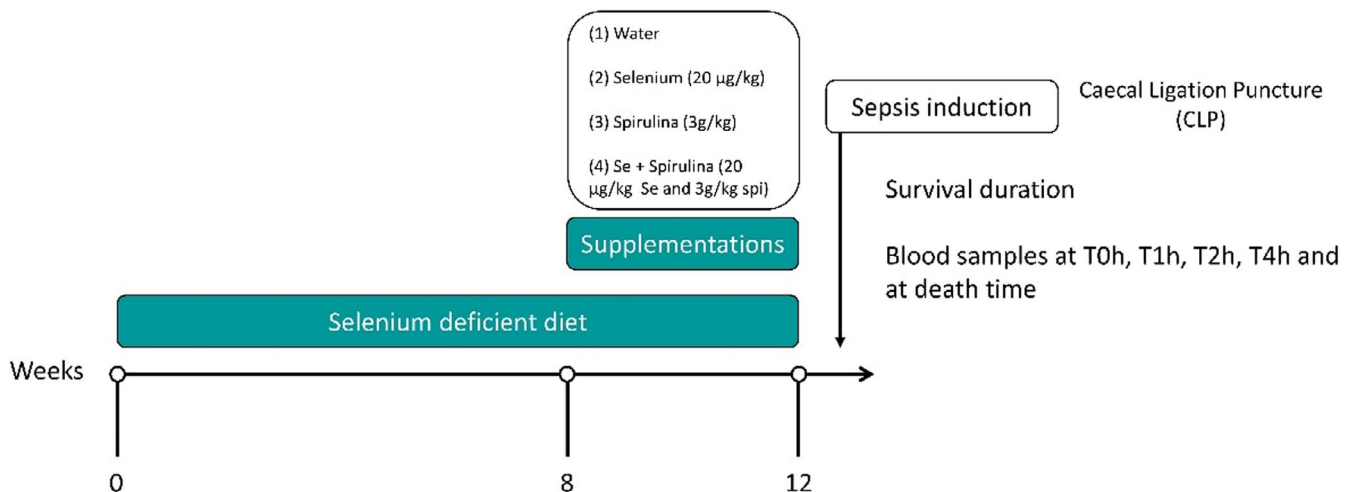 (1) Water
(2) Selenium (20 µg/kg)
(3) Spirulina (3g/kg)
(4) Se + Spirulina (20
µg/kg Se and 3g/kg spi)
Sepsis induction
Caecal Ligation Puncture
(CLP)
Supplementations
Survival duration
Blood samples at T0h, T1h, T2h, T4h and
at death time
Selenium deficient diet
Weeks
0
8
12